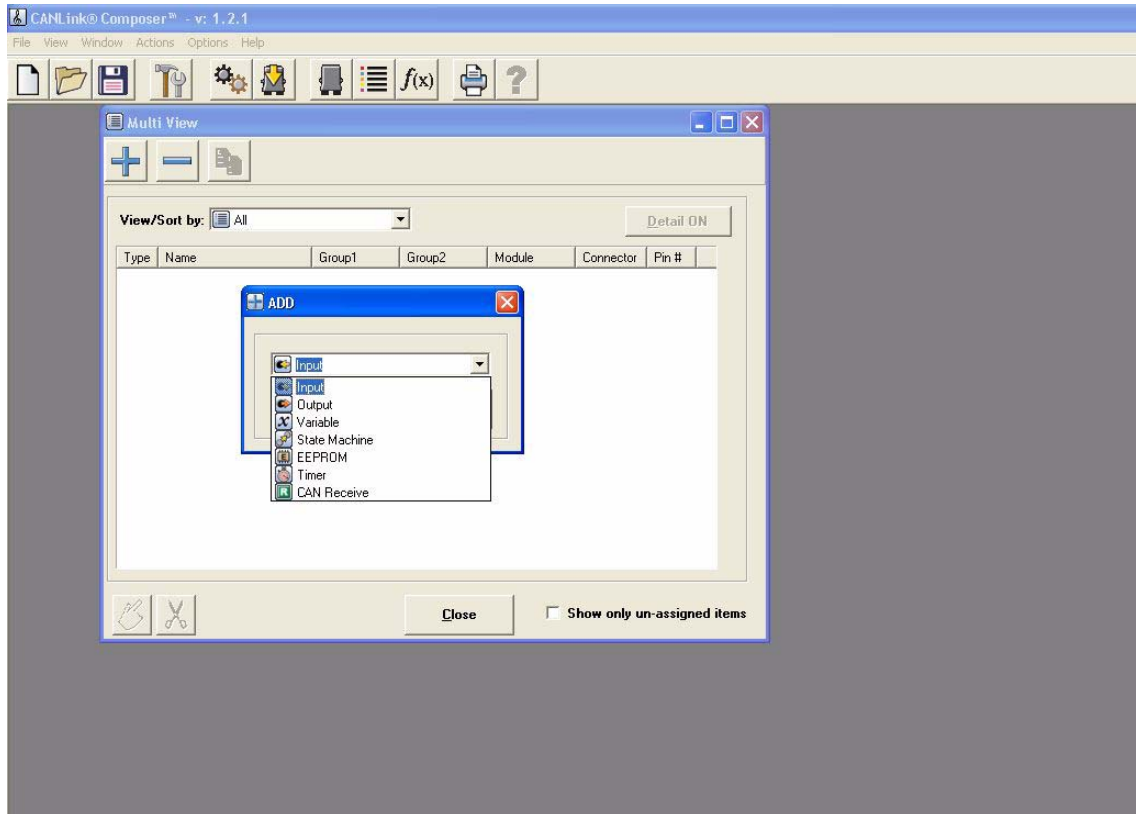 CANLink® Composer™ - v: 1.2.1
File View Window Actions Options Help
f(x) ?
Multi View
View/Sort by: All Detail ON
Type Name Group1 Group2 Module Connector Pin #
ADD
Input
Input
Output
Variable
State Machine
EEPROM
Timer
R CAN Receive
Close Show only un-assigned items